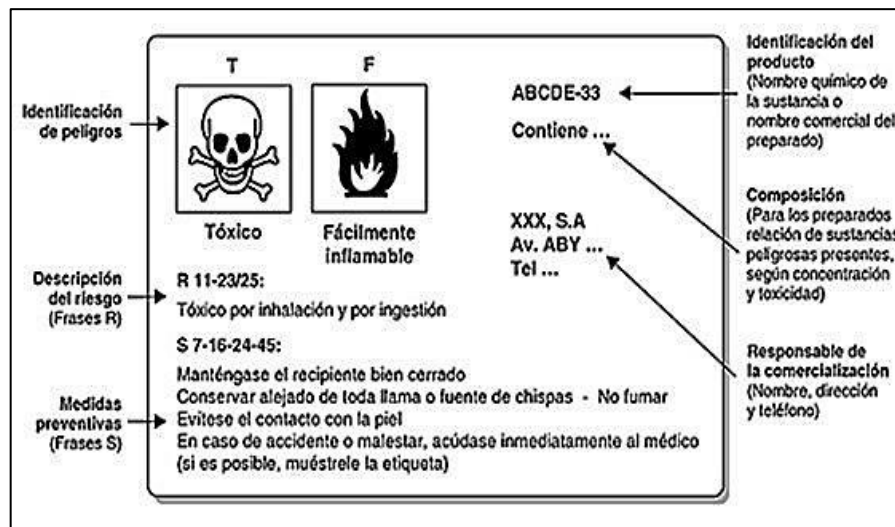 T
F
Identificación
de peligros
Tóxico
Fácilmente
inflamable
Descripción
del riesgo
(Frases R)
R 11-23/25:
Tóxico por inhalación y por ingestión
S 7-16-24-45:
Manténgase el recipiente bien cerrado
Conservar alejado de toda llama o fuente de chispas - No fumar
Evítese el contacto con la piel
En caso de accidente o malestar, acúdase inmediatamente al médico
(si es posible, muéstrele la etiqueta)
Medidas
preventivas
(Frases S)
ABCDE-33
Contiene ...
XXX, S.A
Av. ABY ...
Tel ...
Identificación del
producto
(Nombre químico de
la sustancia o
nombre comercial del
preparado)
Composición
(Para los preparados
relación de sustancias
peligrosas presentes,
según concentración
y toxicidad)
Responsable de
la comercialización
(Nombre, dirección
y teléfono)